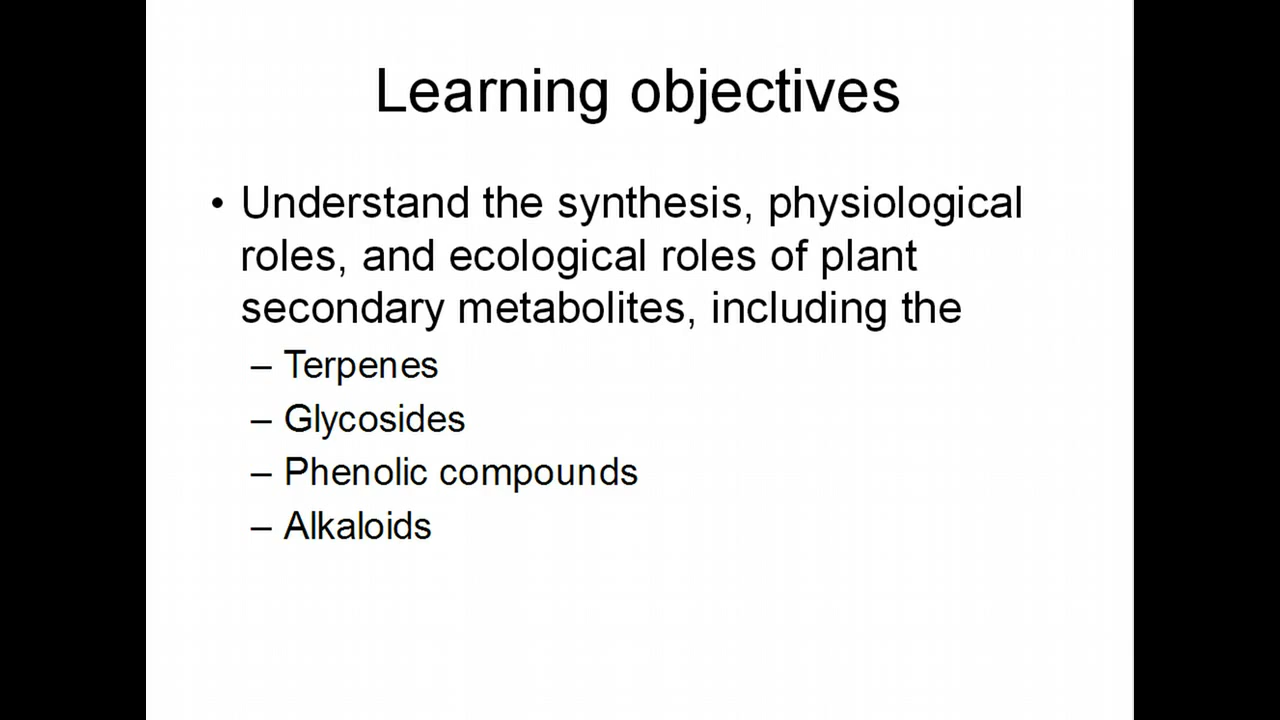 Learning objectives
• Understand the synthesis, physiological
roles, and ecological roles of plant
secondary metabolites, including the
– Terpenes
– Glycosides
– Phenolic compounds
– Alkaloids